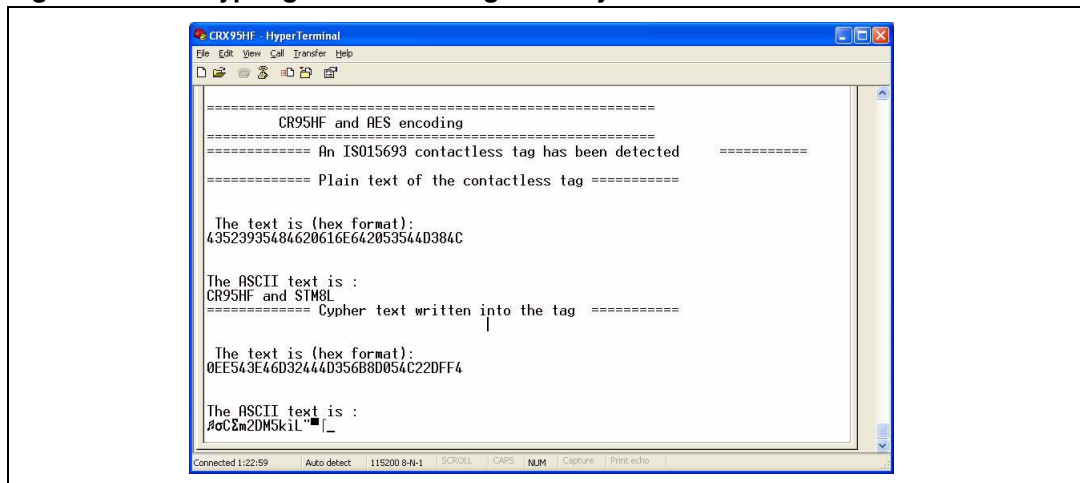 CRX95HF - HyperTerminal
File Edit View Call Transfer Help
========================================================
CR95HF and AES encoding
========================================================
============= An ISO15693 contactless tag has been detected ===========
============= Plain text of the contactless tag ===========
The text is (hex format):
43523935484620616E642053544D384C
The ASCII text is :
CR95HF and STM8L
============= Cypher text written into the tag ===========
The text is (hex format):
0EE543E46D32444D356B8D054C22DFF4
The ASCII text is :
♫σCΣm2DM5kìL"▀⌠_
Connected 1:22:59 Auto detect 115200 8-N-1 SCROLL CAPS NUM Capture Print echo